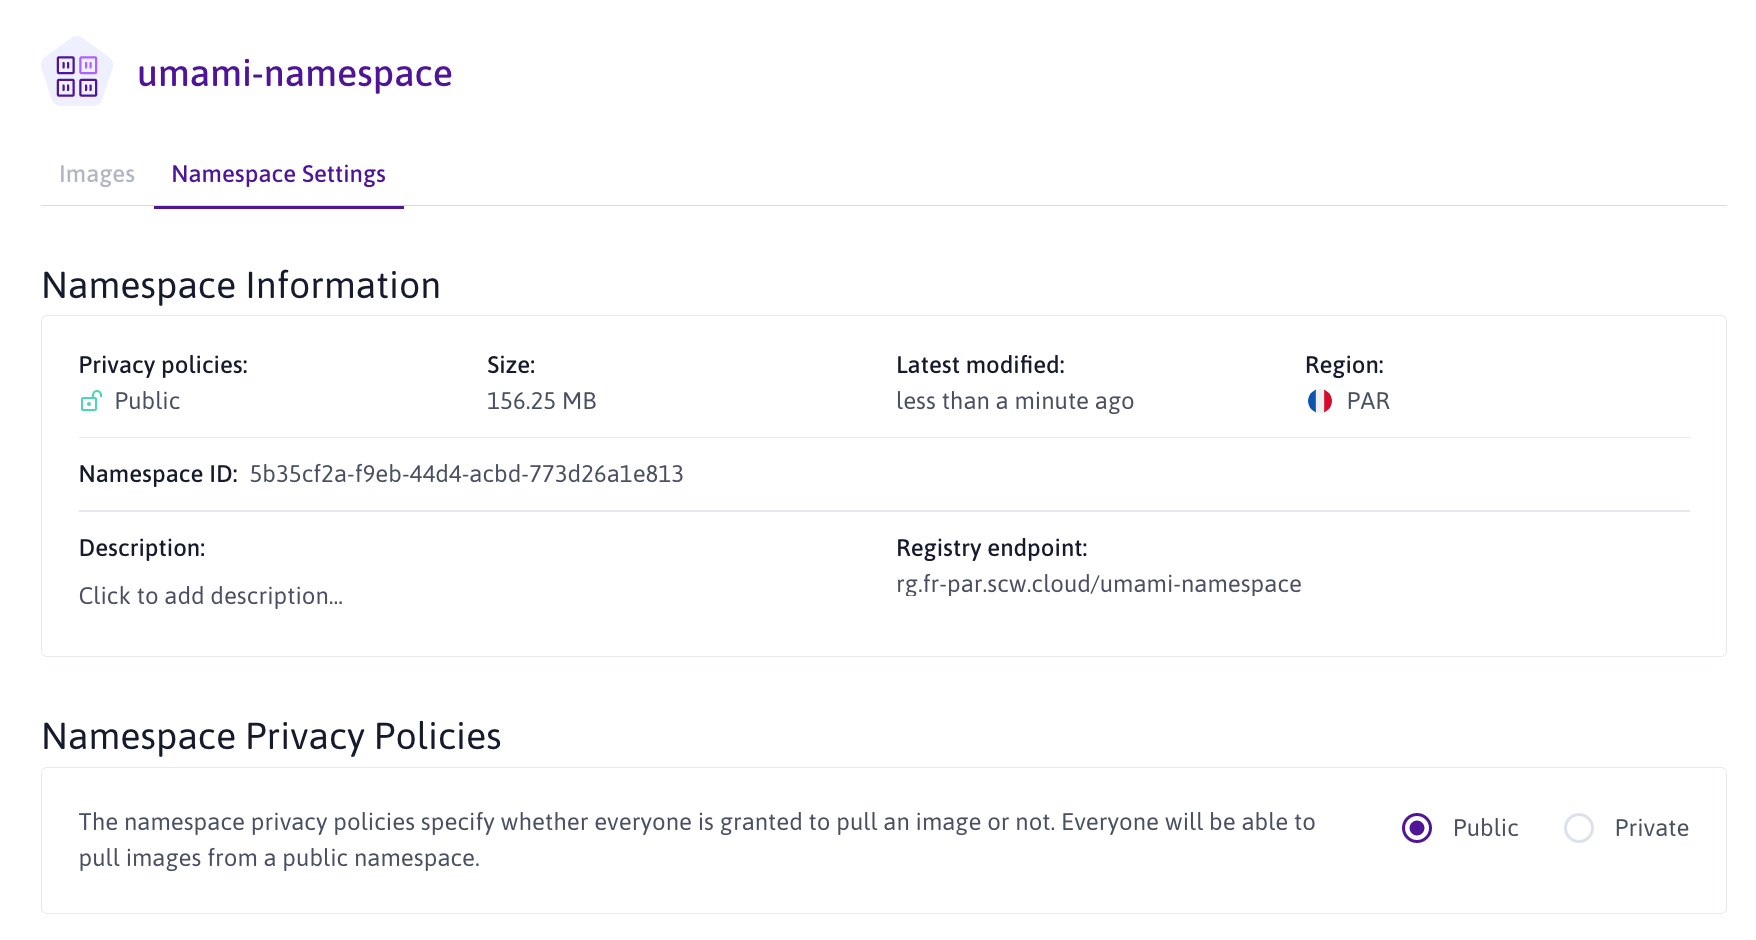 umami-namespace
Images
Namespace Settings
Namespace Information
Privacy policies:
Size:
Latest modified:
Region:
Public
156.25 MB
less than a minute ago
PAR
Namespace ID: 5b35cf2a-f9eb-44d4-acbd-773d26a1e813
Description:
Registry endpoint:
rg.fr-par.scw.cloud/umami-namespace
Click to add description...
Namespace Privacy Policies
The namespace privacy policies specify whether everyone is granted to pull an image or not. Everyone will be able to
pull images from a public namespace.
Public
Private